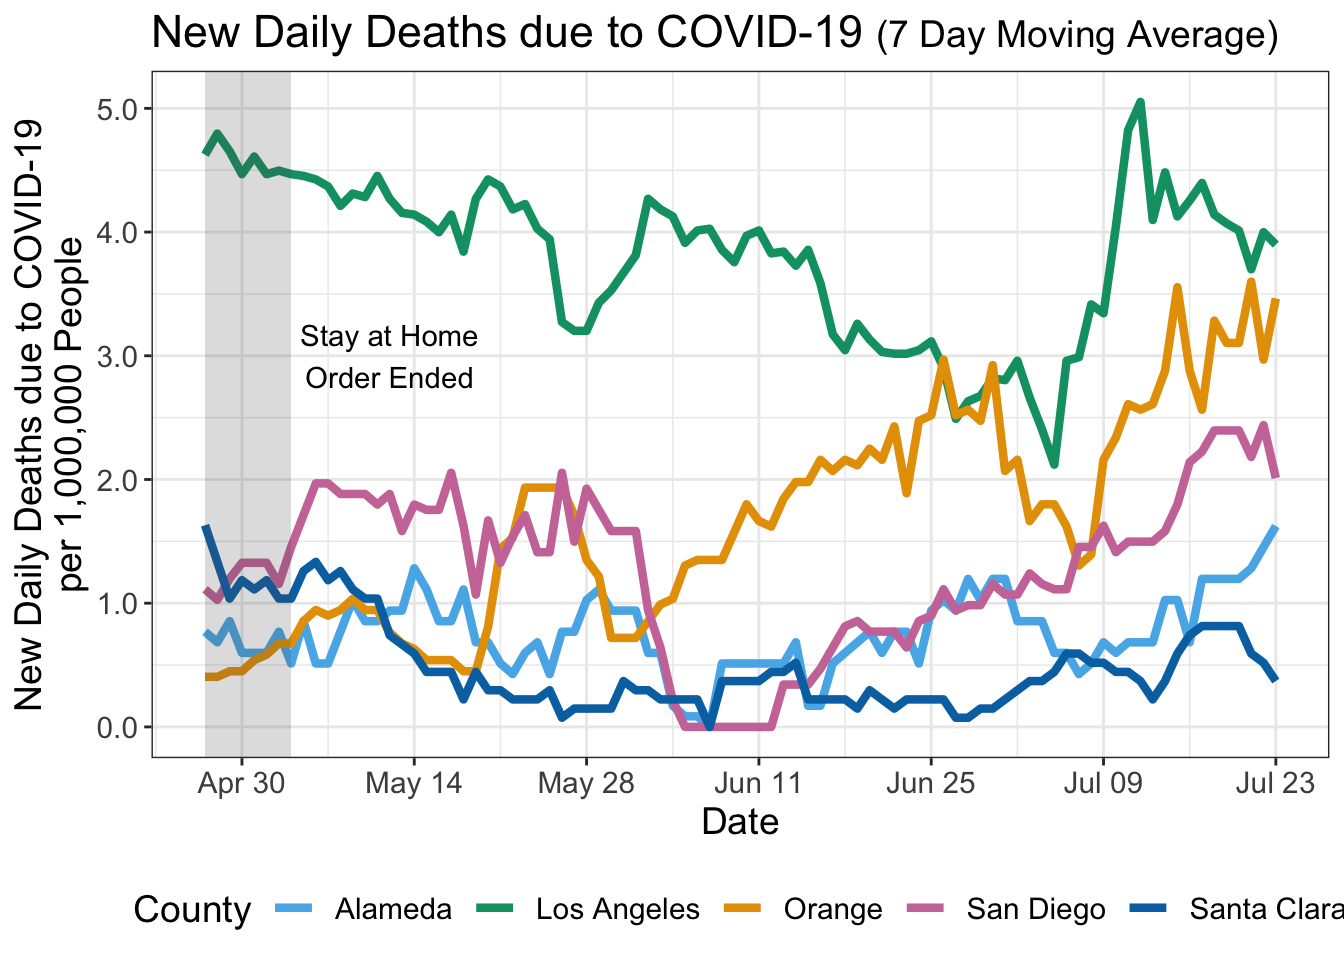 New Daily Deaths due to COVID-19 (7 Day Moving Average)
New Daily Deaths due to COVID-19
per 1,000,000 People
5.0
4.0
3.0
2.0
1.0
0.0
Stay at Home
Order Ended
Apr 30 May 14 May 28 Jun 11 Jun 25 Jul 09 Jul 23
Date
County Alameda Los Angeles Orange San Diego Santa Clara